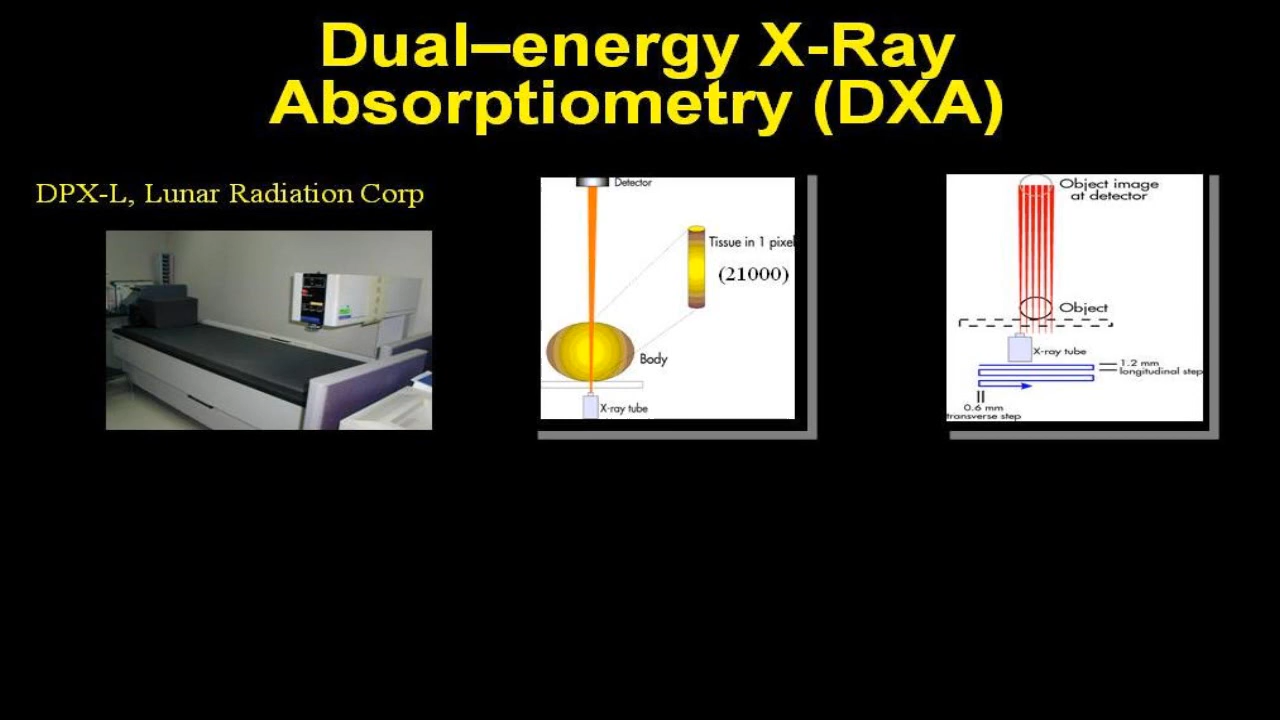 Dual–energy X-Ray
Absorptiometry (DXA)
DPX-L, Lunar Radiation Corp
Detector
Tissue in 1 pixel
(21000)
Body
X-ray tube
Object image
at detector
Object
X-ray tube
1.2 mm
longitudinal step
0.6 mm
transverse step